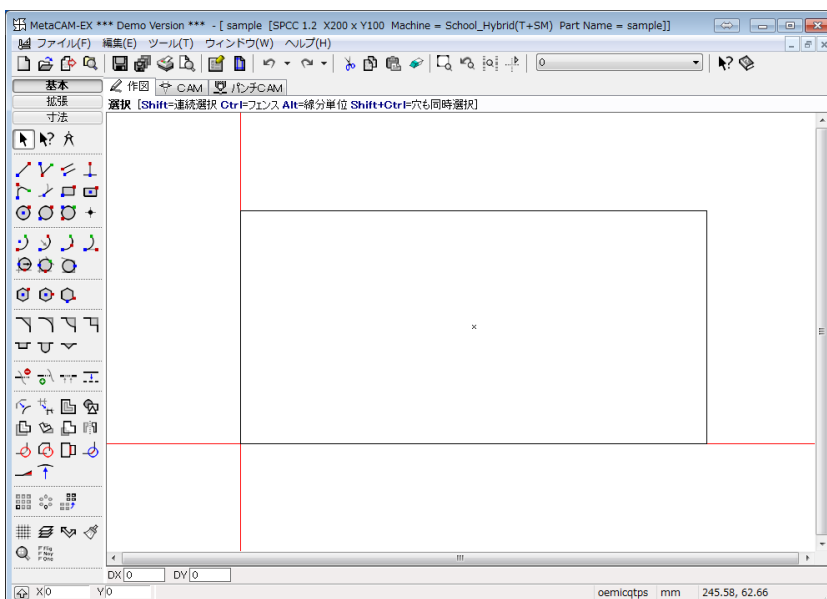 MetaCAM-EX *** Demo Version *** - [ sample [SPCC 1.2 X200 x Y100 Machine = School_Hybrid(T+SM) Part Name = sample]]
ファイル(F) 編集(E) ツール(T) ウィンドウ(W) ヘルプ(H)
0
基本
拡張
寸法
作図 CAM パンチCAM
選択 [Shift=連続選択 Ctrl=フェンス Alt=線分単位 Shift+Ctrl=穴も同時選択]
DX 0 DY 0
X 0 Y 0 oemicqtps mm 245.58, 62.66